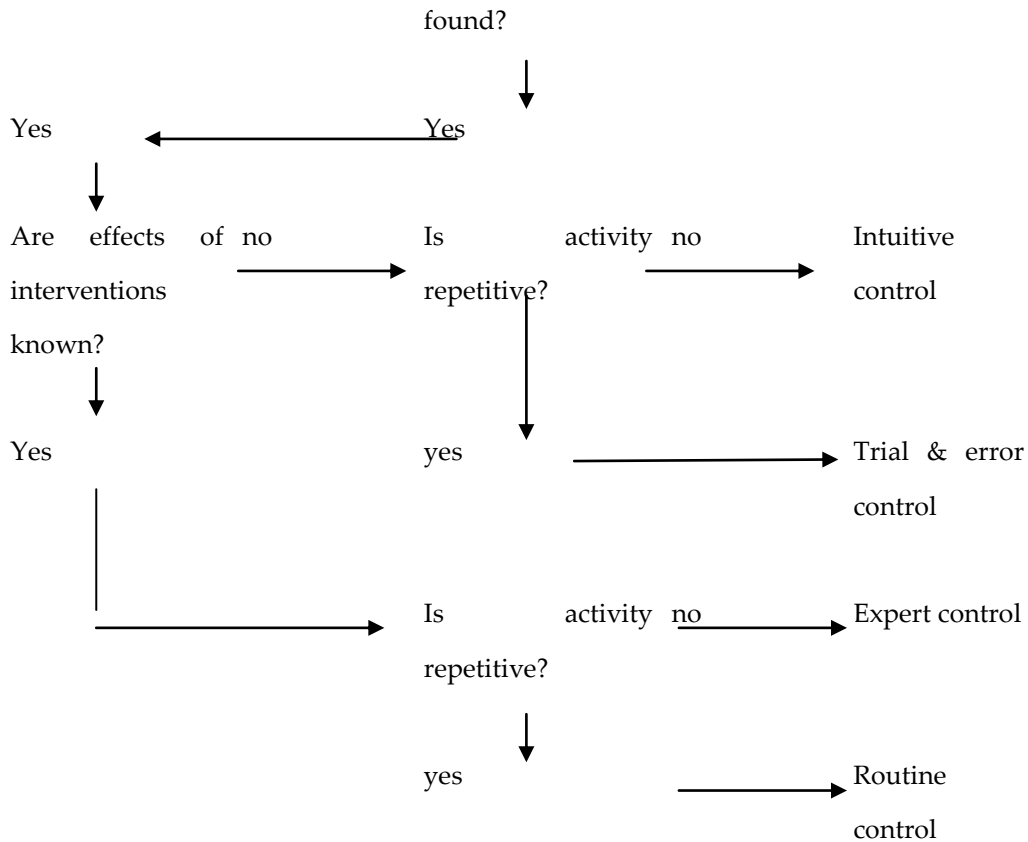 found?
Yes Yes
Are effects of no Is activity no Intuitive
interventions repetitive? control
known?
Yes yes Trial & error
control
Is activity no Expert control
repetitive?
yes Routine
control